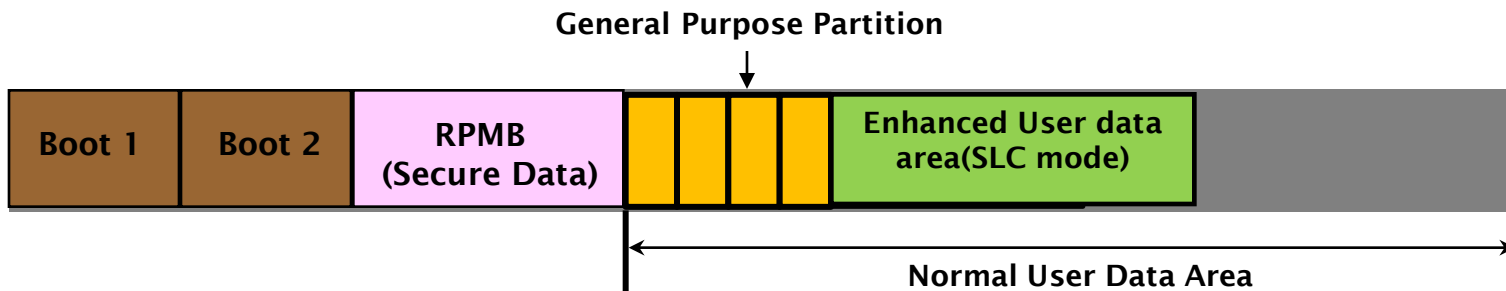 General Purpose Partition
Boot 1
Boot 2
RPMB
(Secure Data)
Enhanced User data
area(SLC mode)
Normal User Data Area